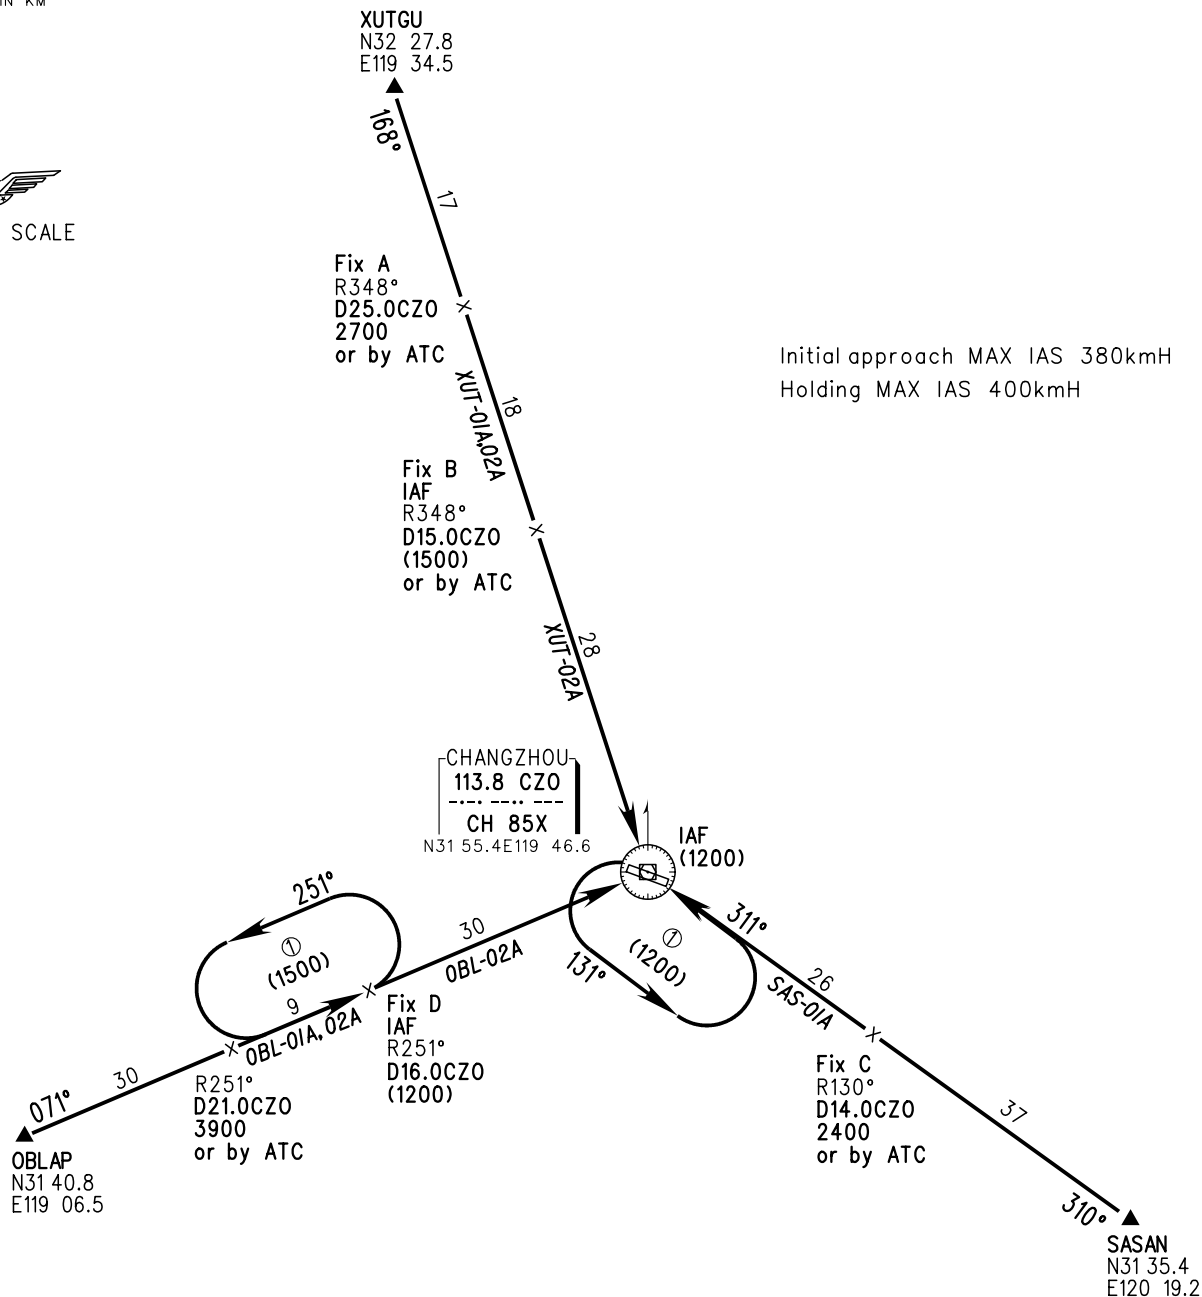 IN KM
XUTGU
N32 27.8
E119 34.5
168°
17
SCALE
Fix A
R348°
D25.0CZO
2700
or by ATC
Initial approach MAX IAS 380kmH
Holding MAX IAS 400kmH
18
XUT-01A,02A
Fix B
IAF
R348°
D15.0CZO
(1500)
or by ATC
28
XUT-02A
CHANGZHOU
113.8 CZO
-·-· --·· ---
CH 85X
N31 55.4E119 46.6
IAF
(1200)
251°
①
(1500)
30
OBL-02A
①
(1200)
131°
311°
26
SAS-01A
9
OBL-01A,02A
Fix D
IAF
R251°
D16.0CZO
(1200)
30
071°
R251°
D21.0CZO
3900
or by ATC
OBLAP
N31 40.8
E119 06.5
Fix C
R130°
D14.0CZO
2400
or by ATC
37
310°
SASAN
N31 35.4
E120 19.2